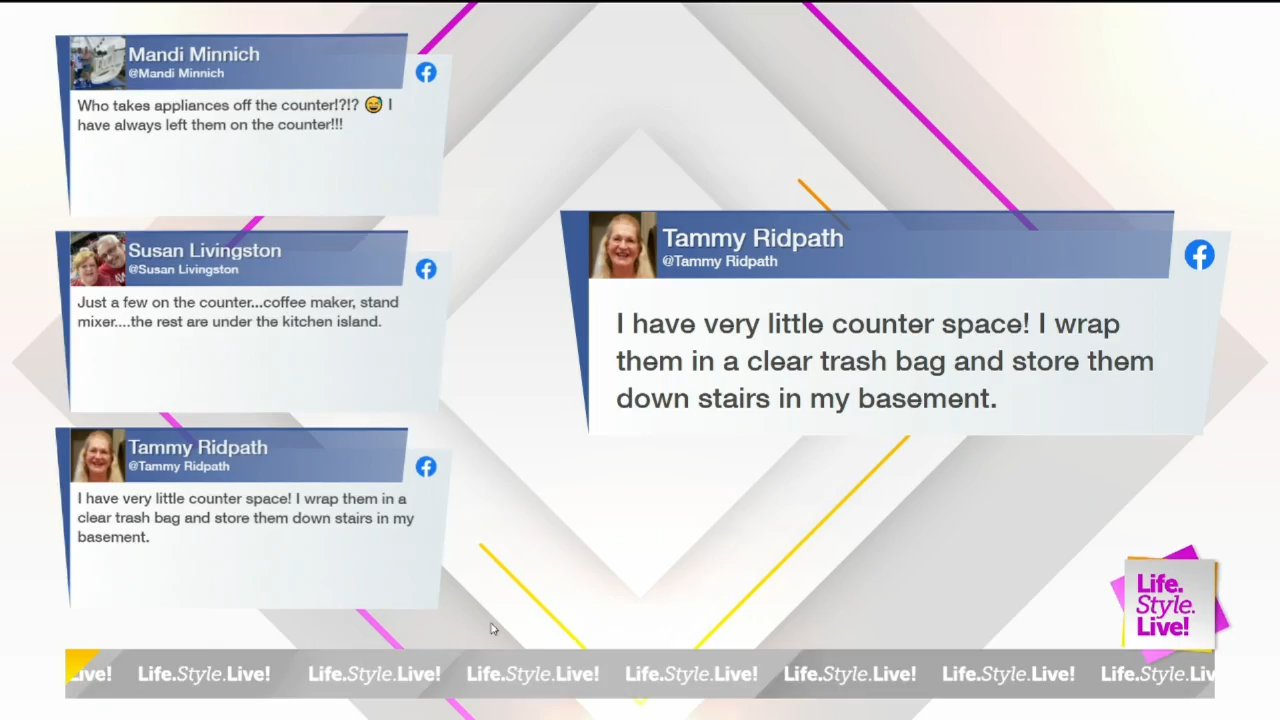 Mandi Minnich
@Mandi Minnich
Who takes appliances off the counter!?!? 😅 I
have always left them on the counter!!!
Susan Livingston
@Susan Livingston
Just a few on the counter...coffee maker, stand
mixer....the rest are under the kitchen island.
Tammy Ridpath
@Tammy Ridpath
I have very little counter space! I wrap them in a
clear trash bag and store them down stairs in my
basement.
Tammy Ridpath
@Tammy Ridpath
I have very little counter space! I wrap
them in a clear trash bag and store them
down stairs in my basement.
Life.
Style.
Live!
Live! Life.Style.Live! Life.Style.Live! Life.Style.Live! Life.Style.Live! Life.Style.Live! Life.Style.Live! Life.Style.Liv